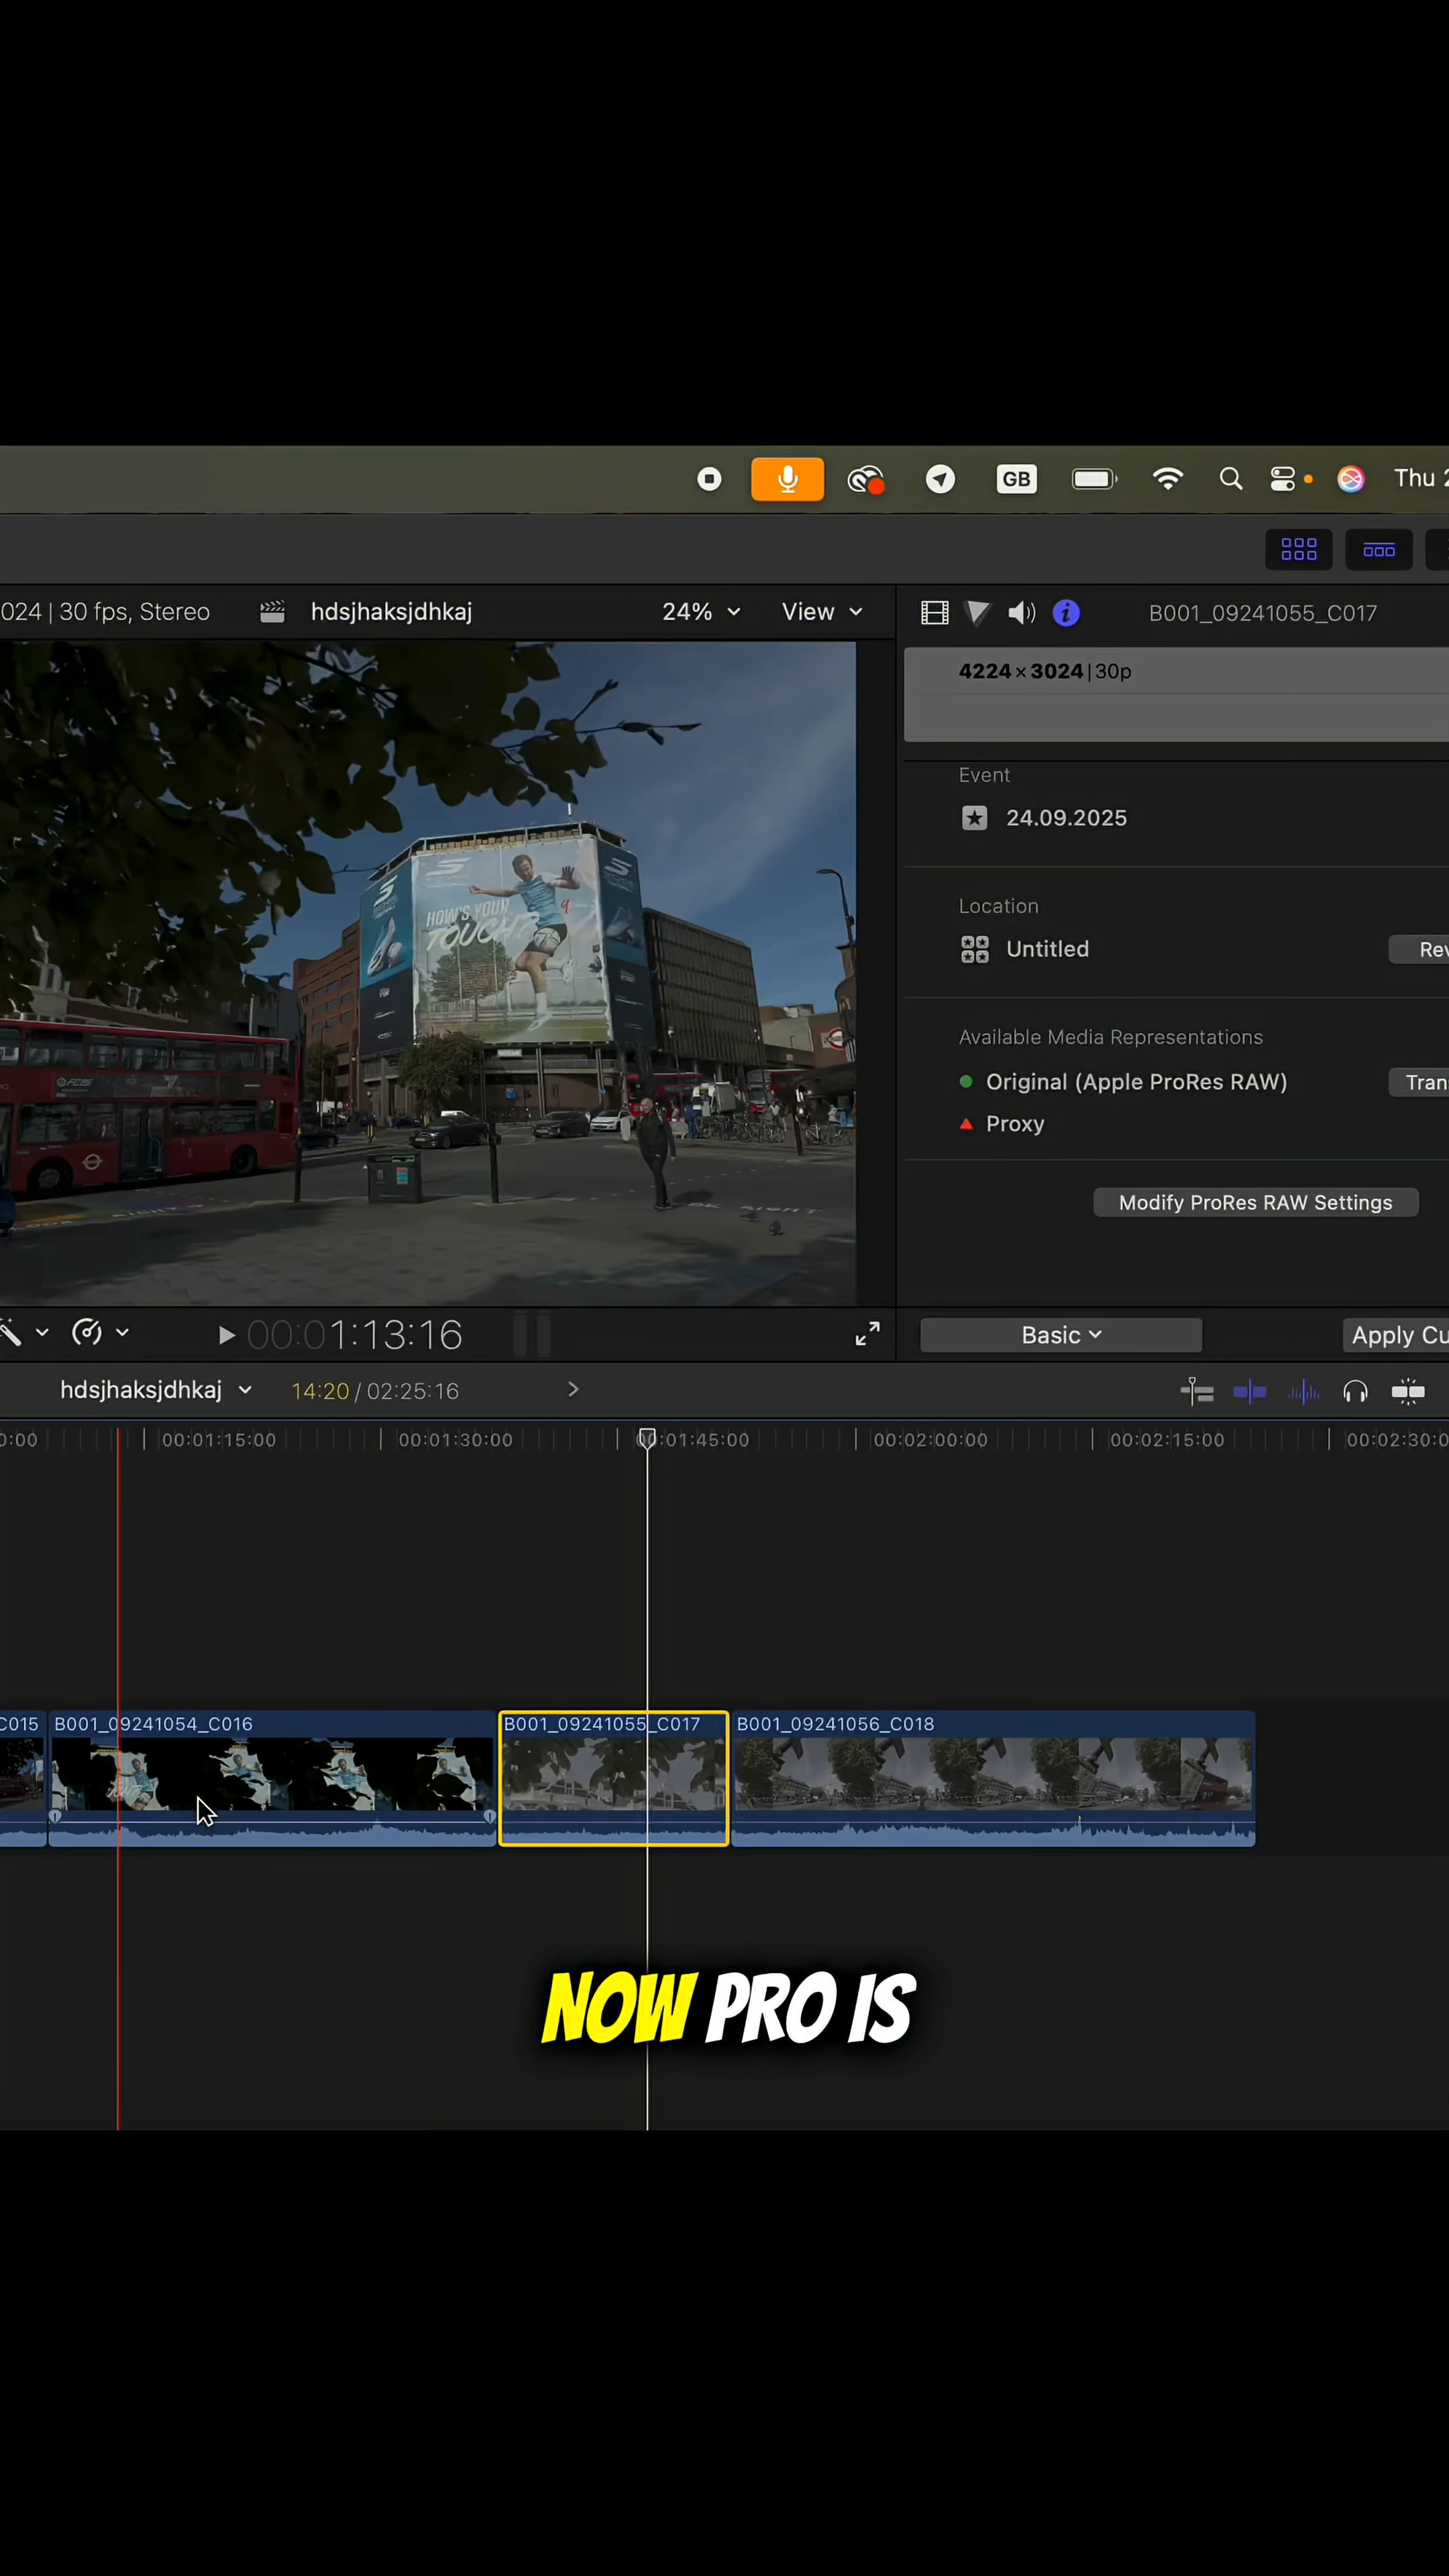 GB
Thu
024 | 30 fps, Stereo
hdsjhaksjdhkaj
24%
View
B001_09241055_C017
4224 × 3024 | 30p
Event
24.09.2025
Location
Untitled
Available Media Representations
Original (Apple ProRes RAW)
Proxy
Modify ProRes RAW Settings
HOW'S YOUR
TOUCH?
00:01:13:16
Basic
Apply
hdsjhaksjdhkaj
14:20 / 02:25:16
0:00
00:01:15:00
00:01:30:00
00:01:45:00
00:02:00:00
00:02:15:00
00:02:30:0
C015
B001_09241054_C016
B001_09241055_C017
B001_09241056_C018
NOW PRO IS